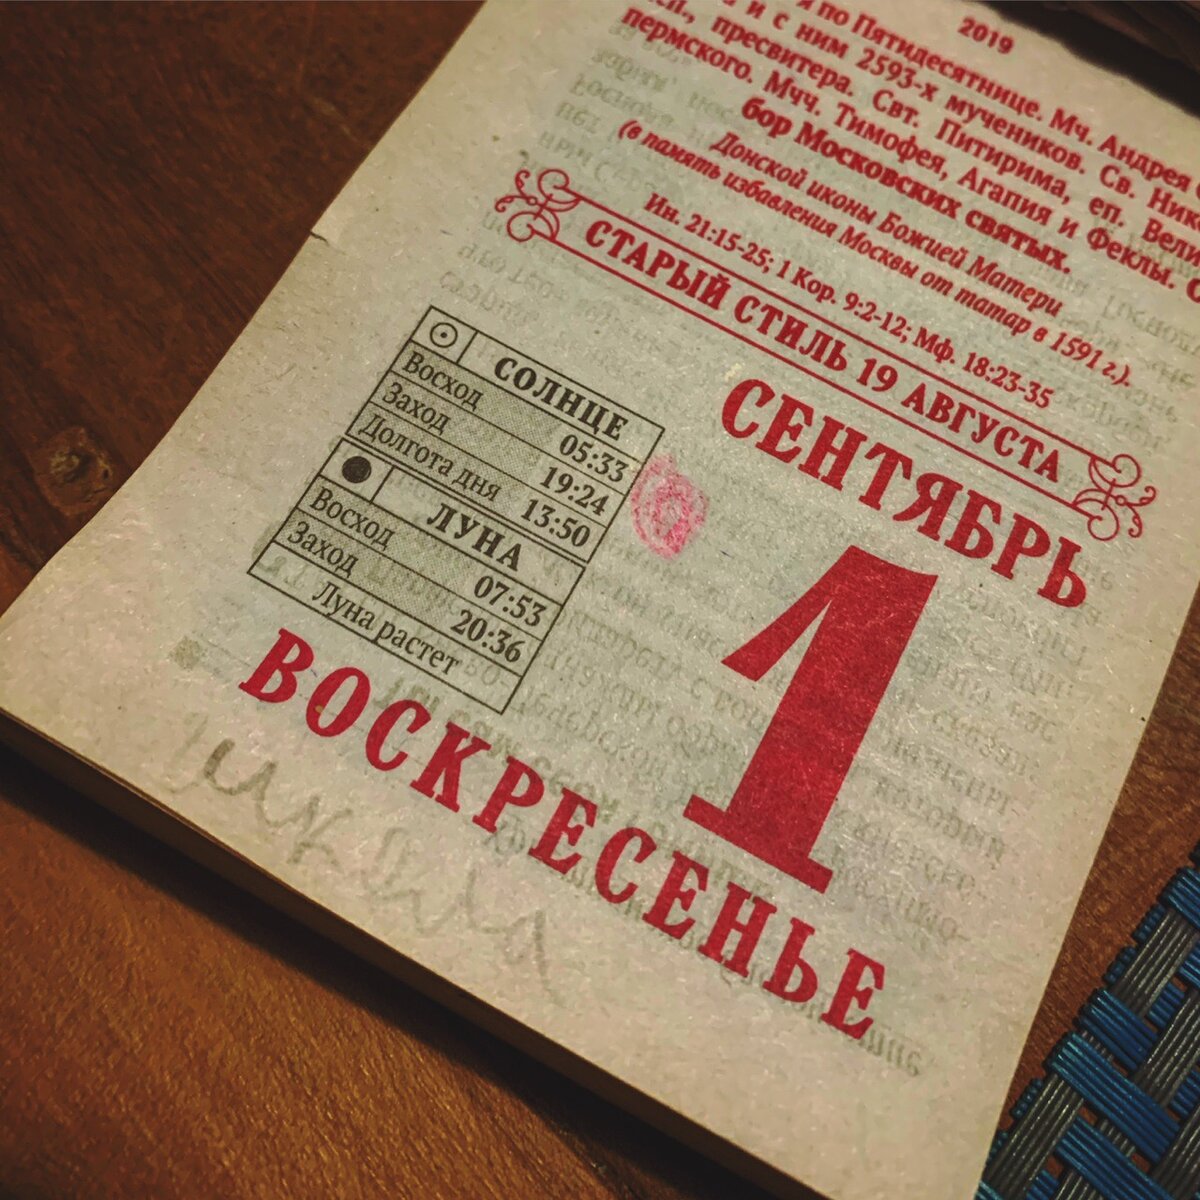 2019
по Пятидесятнице. Мч. Андрея
и с ним 2593-х мучеников. Св.
пресвитера. Свт. Питирима, еп.
пермского. Мчч. Тимофея, Агапия и Феклы.
бор Московских святых.
Донской иконы Божией Матери
(в память избавления Москвы от татар в 1591 г.).
Ин. 21:15-25; 1 Кор. 9:2-12; Мф. 18:23-35
СТАРЫЙ СТИЛЬ 19 АВГУСТА
СЕНТЯБРЬ
1
СОЛНЦЕ
Восход 05:33
Заход 19:24
Долгота дня 13:50
ЛУНА
Восход 07:53
Заход 20:36
Луна растет
ВОСКРЕСЕНЬЕ